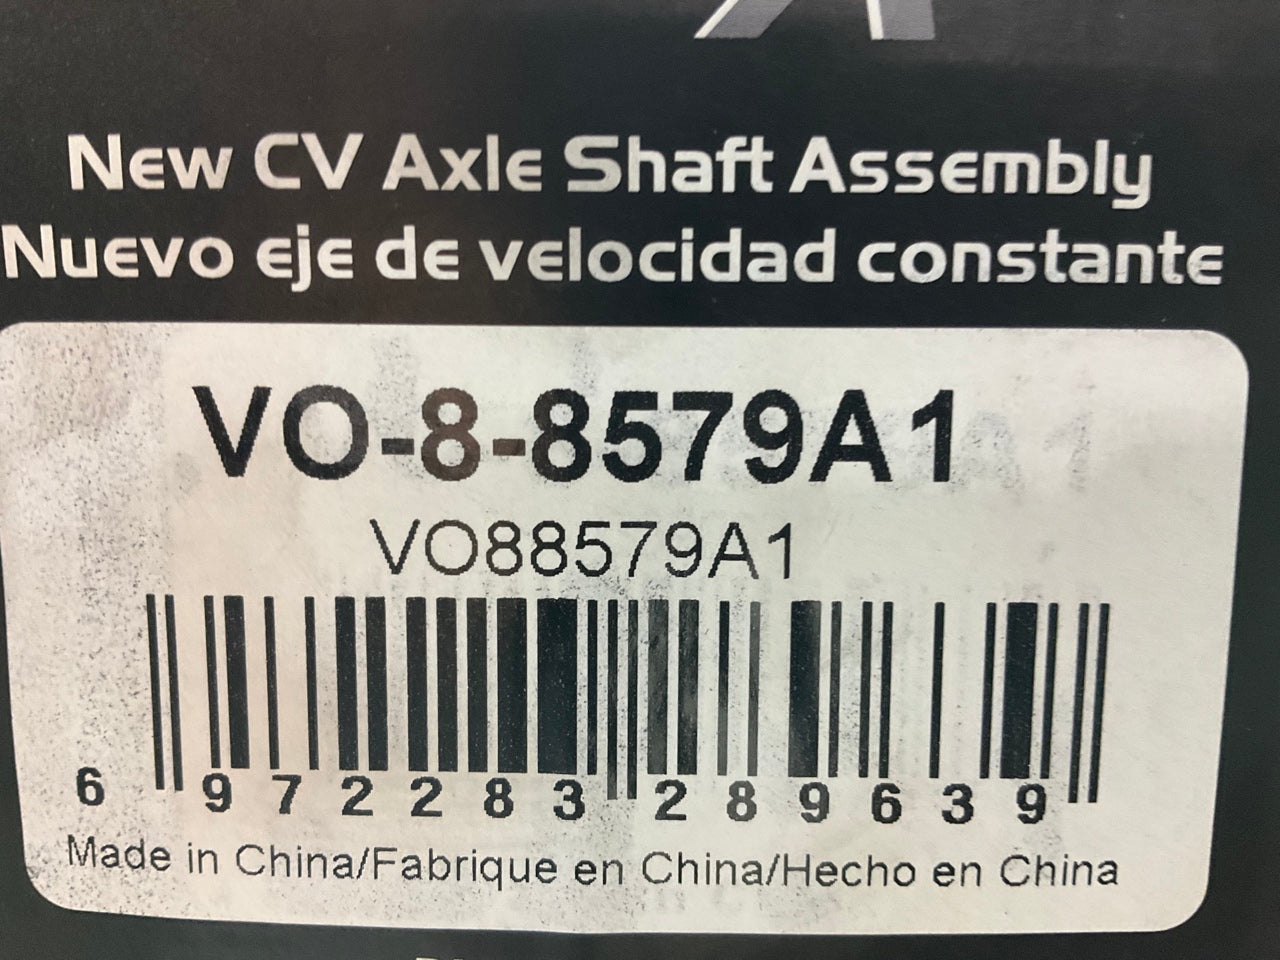 New CV Axle Shaft Assembly
Nuevo eje de velocidad constante
VO-8-8579A1
VO88579A1
6 972283 289639
Made in China/Fabrique en China/Hecho en China